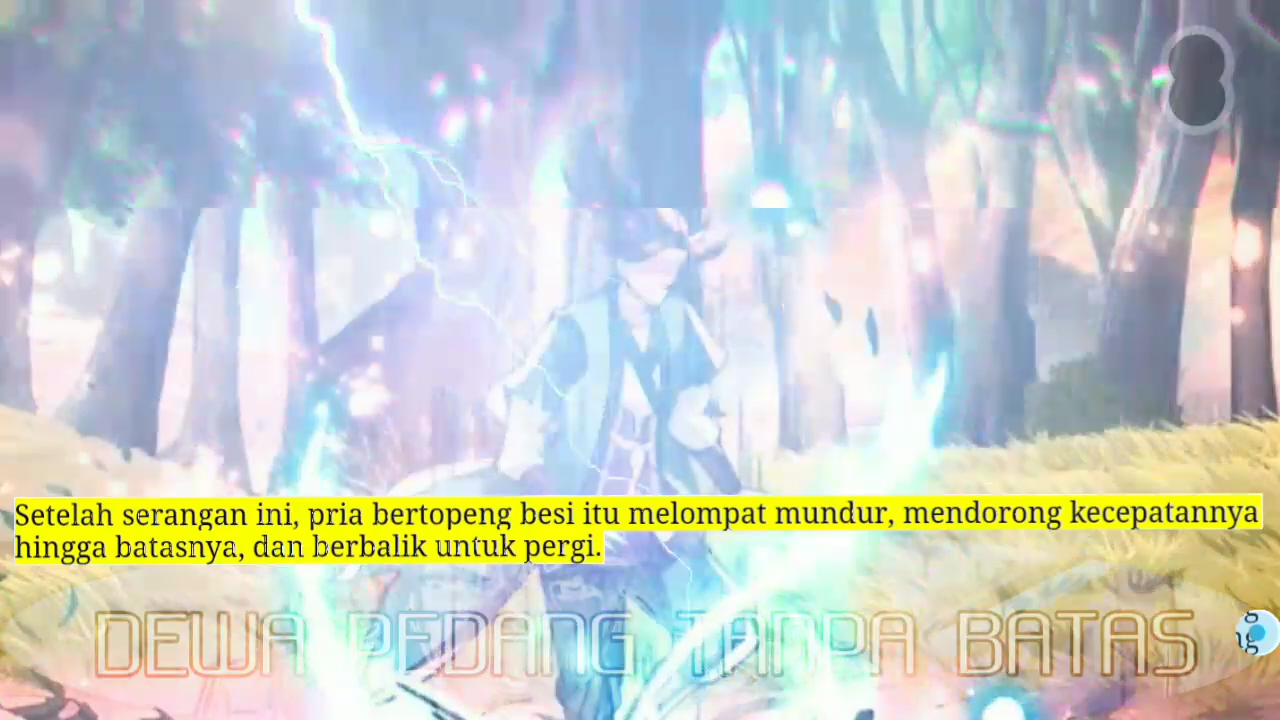 Setelah serangan ini, pria bertopeng besi itu melompat mundur, mendorong kecepatannya
hingga batasnya, dan berbalik untuk pergi.
DEWA PEDANG TANPA BATAS